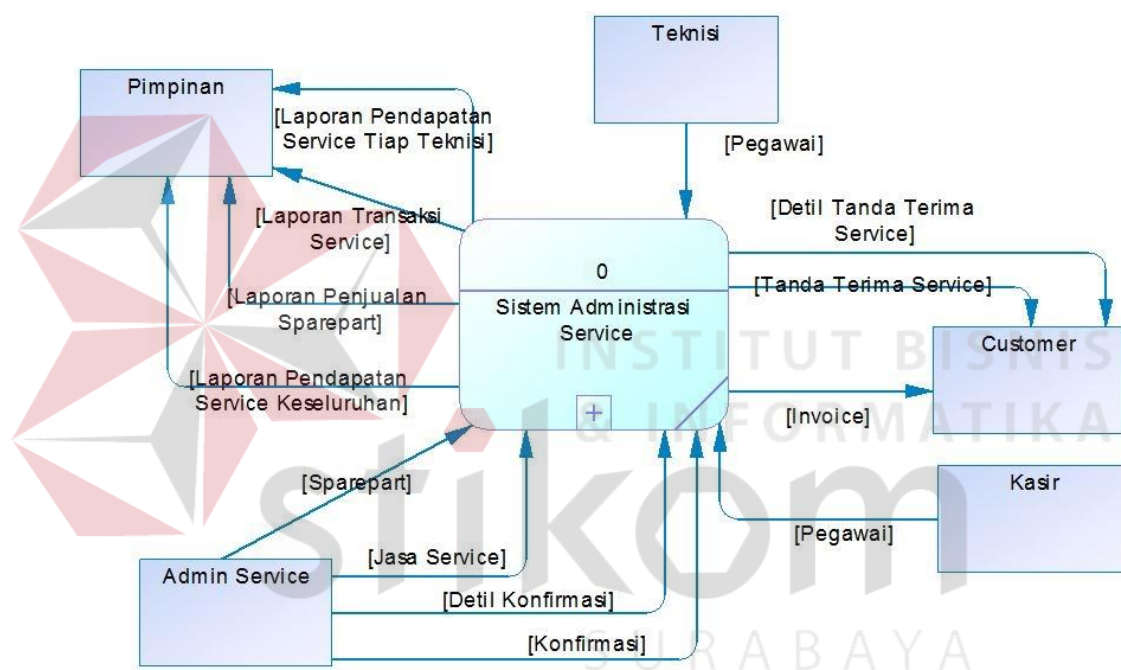 Teknisi
Pimpinan
[Laporan Pendapatan
Service Tiap Teknisi]
[Pegawai]
[Laporan Transaksi
Service]
[Detil Tanda Terima
Service]
0
[Tanda Terima Service]
[Laporan Penjualan
Sparepart]
Sistem Administrasi
Service
INSTITUT BISNIS
Customer
[Laporan Pendapatan
Service Keseluruhan]
+
[Invoice]
& INFORMATIKA
stikom
[Sparepart]
Kasir
[Pegawai]
[Jasa Service]
Admin Service
[Detil Konfirmasi]
[Konfirmasi]
SURABAYA